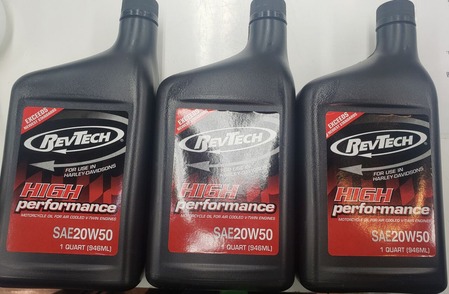 EXCEEDS
REVTECH
FOR USE IN
HARLEY-DAVIDSONS
HIGH
performance
MOTORCYCLE OIL FOR AIR COOLED V-TWIN ENGINES
SAE20W50
1 QUART (946ML)
EXCEEDS
REVTECH
FOR USE IN
HARLEY-DAVIDSONS
HIGH
performance
MOTORCYCLE OIL FOR AIR COOLED V-TWIN ENGINES
SAE20W50
1 QUART (946ML)
EXCEEDS
REVTECH
FOR USE IN
HARLEY-DAVIDSONS
HIGH
performance
MOTORCYCLE OIL FOR AIR COOLED V-TWIN ENGINES
SAE20W50
1 QUART (946ML)